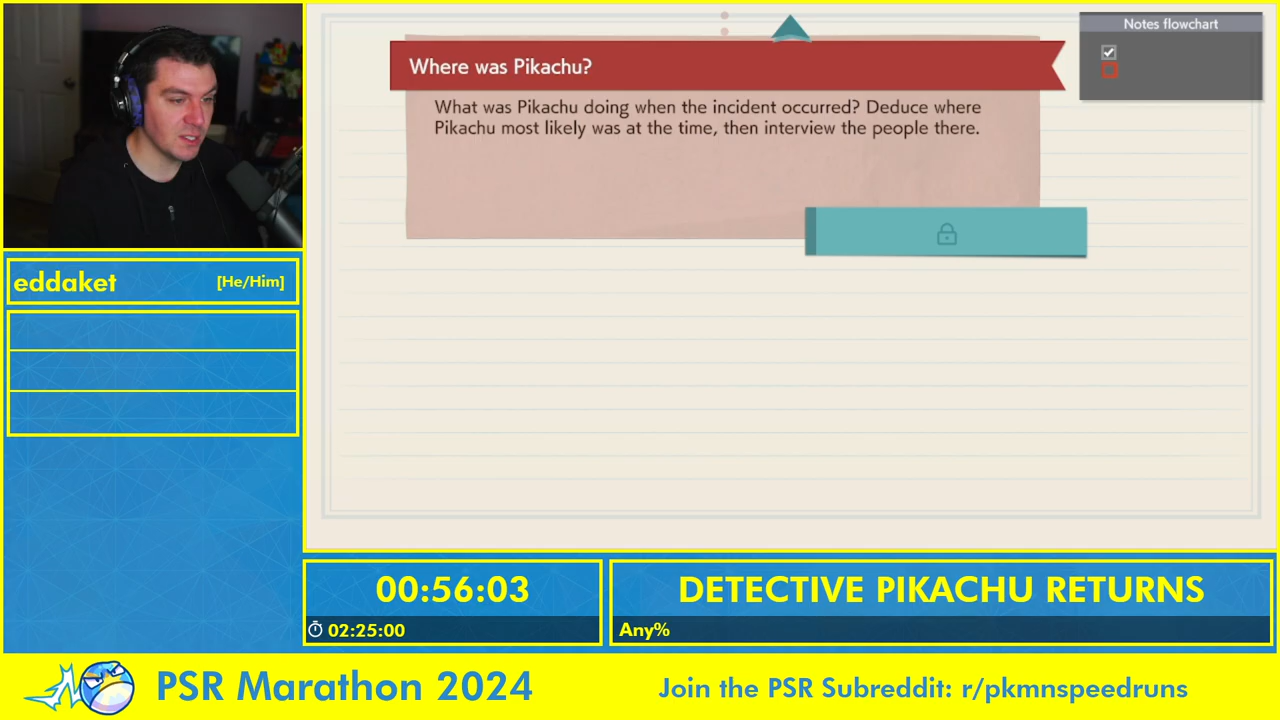 Notes flowchart
Where was Pikachu?
What was Pikachu doing when the incident occurred? Deduce where
Pikachu most likely was at the time, then interview the people there.
eddaket [He/Him]
00:56:03
02:25:00
DETECTIVE PIKACHU RETURNS
Any%
PSR Marathon 2024
Join the PSR Subreddit: r/pkmnspeedruns